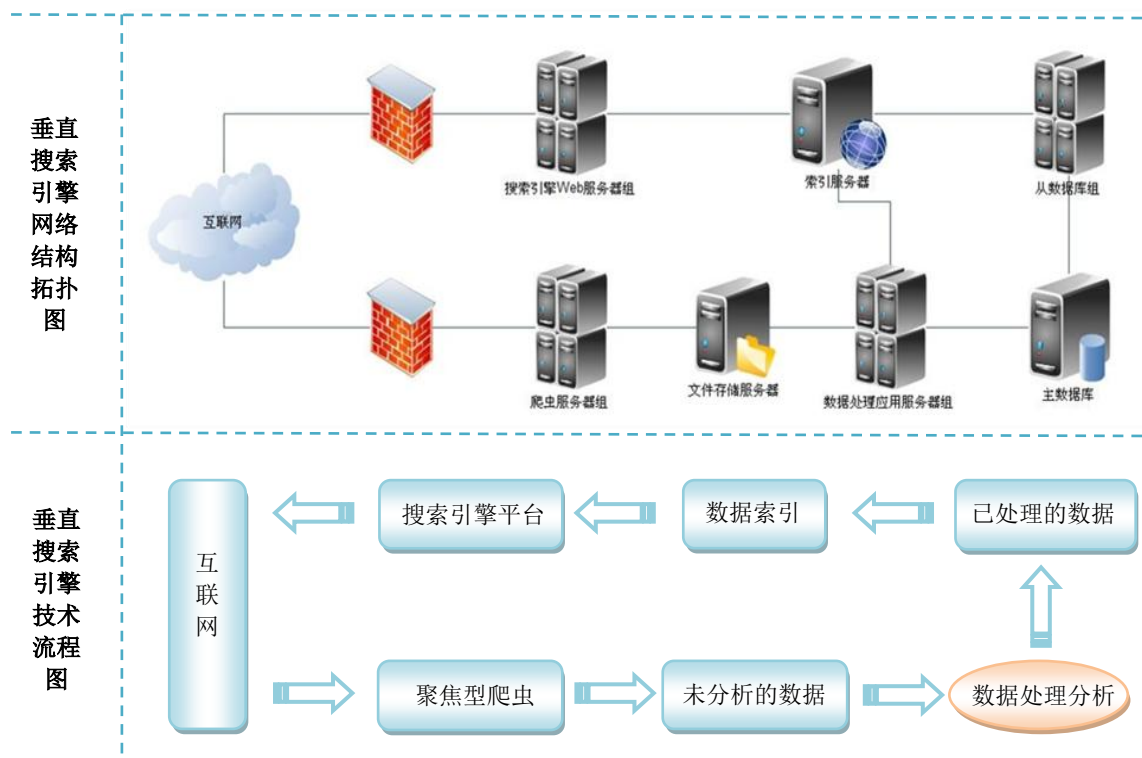 垂直
搜索
引擎
网络
结构
拓扑
图
互联网
搜索引擎Web服务器组
索引服务器
从数据库组
爬虫服务器组
文件存储服务器
数据处理应用服务器组
主数据库
垂直
搜索
引擎
技术
流程
图
互
联
网
搜索引擎平台
数据索引
已处理的数据
聚焦型爬虫
未分析的数据
数据处理分析